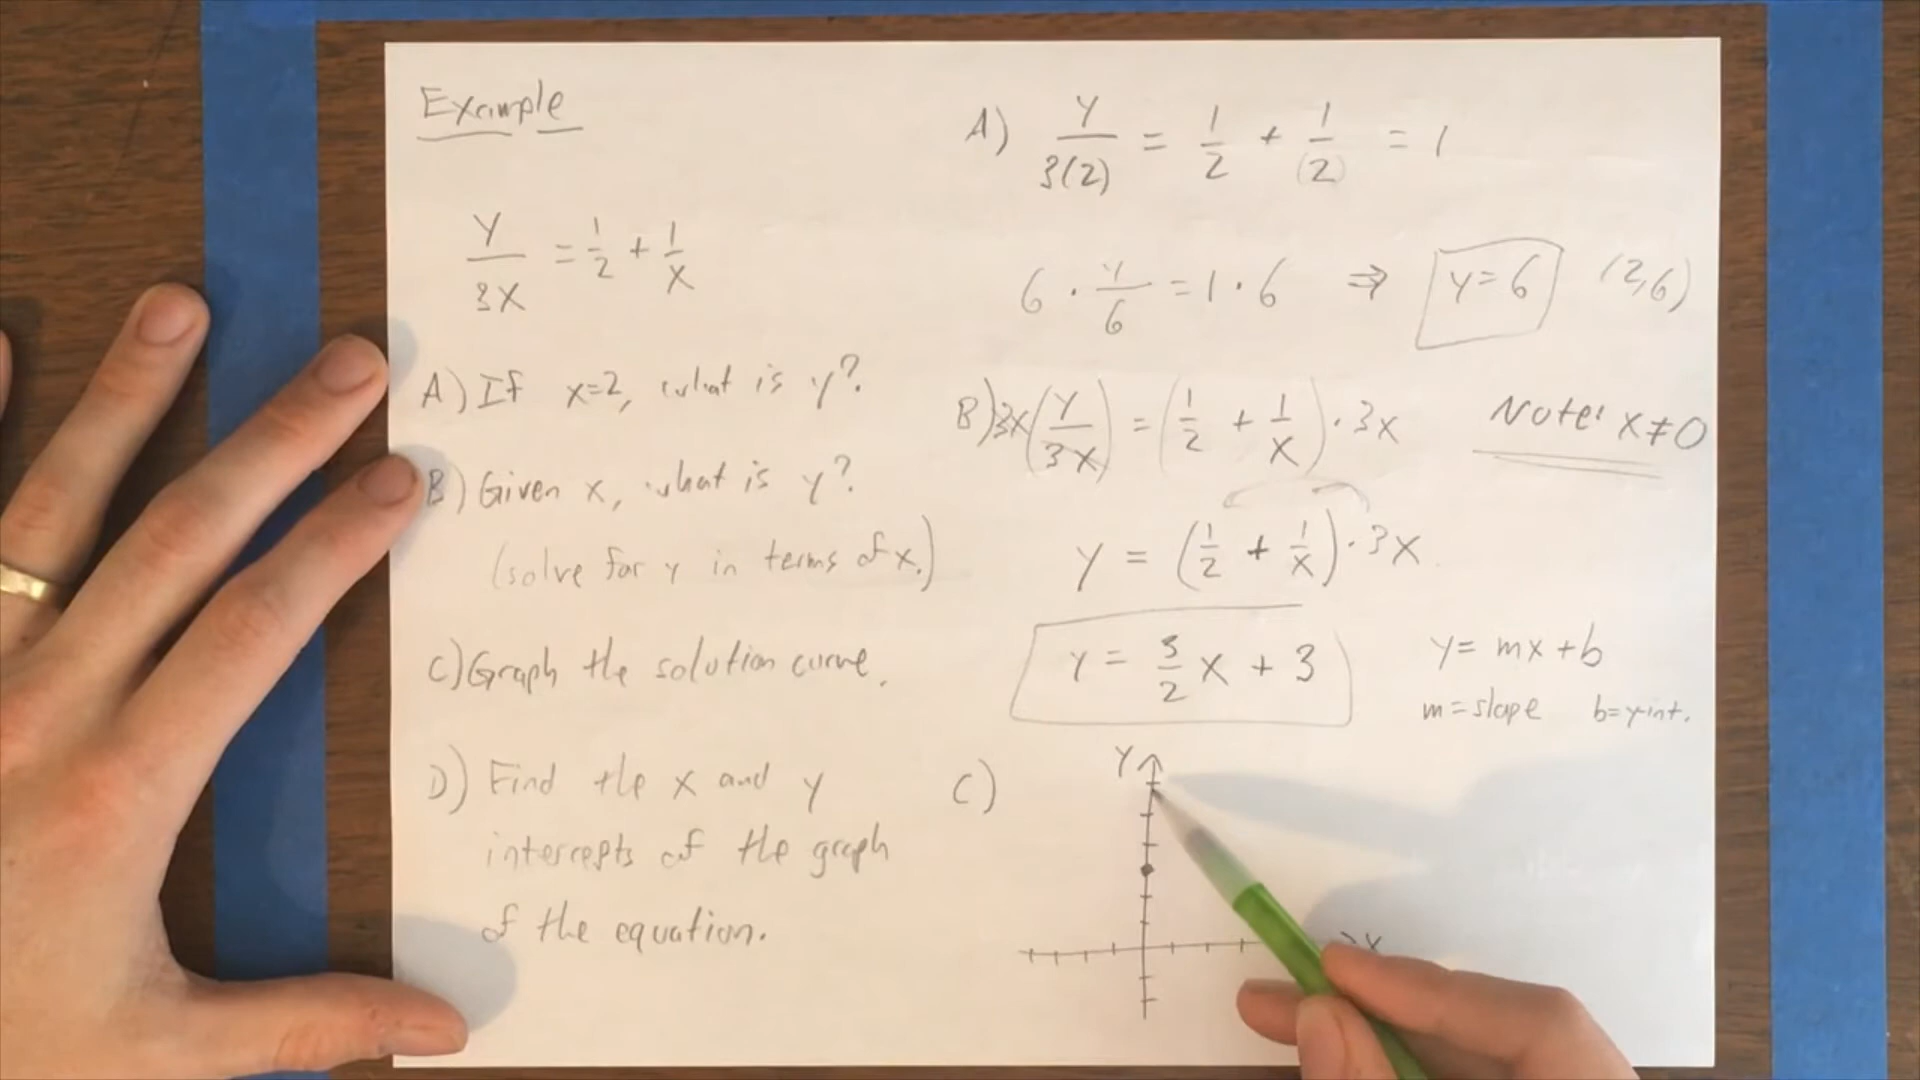 Example
y/3x = 1/2 + 1/x
A) If x=2, what is y?
B) Given x, what is y?
(solve for y in terms of x.)
C) Graph the solution curve.
D) Find the x and y
intercepts of the graph
of the equation.
A) y/3(2) = 1/2 + 1/(2) = 1
6 · y/6 = 1 · 6 ⇒ y=6 (2,6)
B) 3x(y/3x) = (1/2 + 1/x) · 3x Note! x≠0
y = (1/2 + 1/x) · 3x
y = 3/2 x + 3 y = mx + b
m = slope b = y-int.
C) y
x